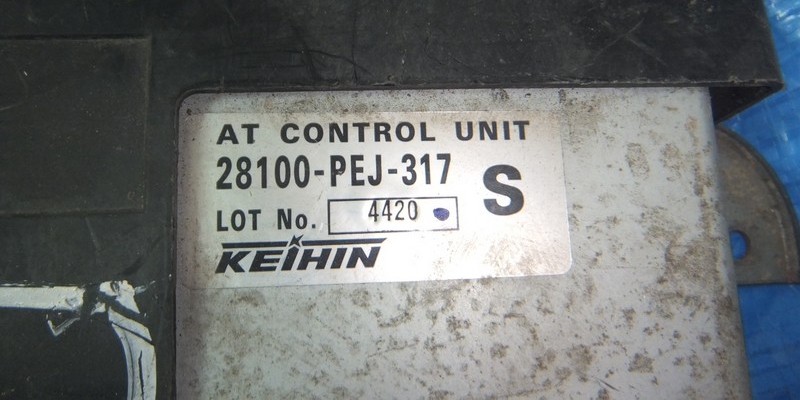 AT CONTROL UNIT
28100-PEJ-317 S
LOT No. 4420
KEIHIN